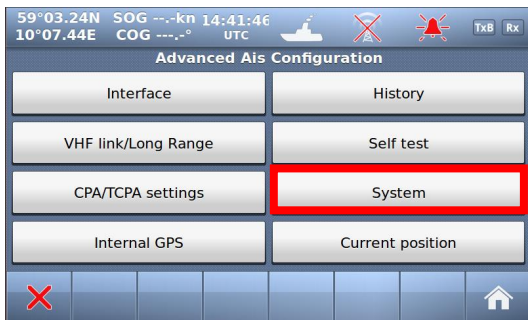 59°03.24N SOG --.-kn 14:41:46
10°07.44E COG ---.-° UTC
TxB Rx
Advanced Ais Configuration
Interface
History
VHF link/Long Range
Self test
CPA/TCPA settings
System
Internal GPS
Current position